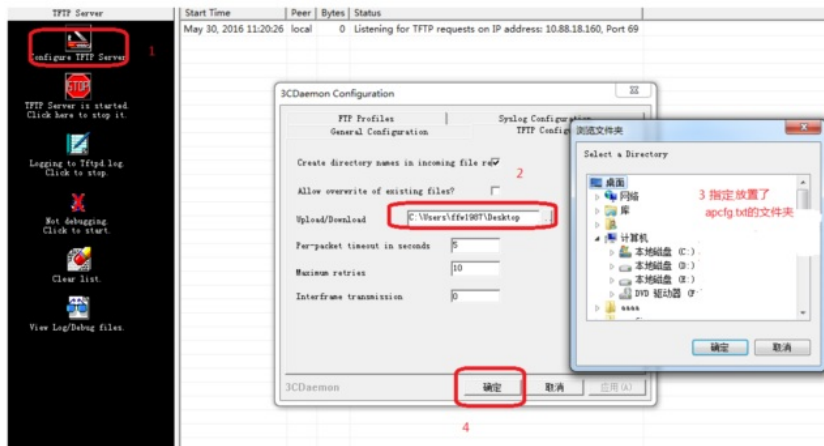 TFTP Server
Configure TFTP Server
1
TFTP Server is started.
Click here to stop it.
Logging to Tftpd.log.
Click to stop.
Not debugging.
Click to start.
Clear list.
View Log/Debug files.
Start Time Peer Bytes Status
May 30, 2016 11:20:26 local 0 Listening for TFTP requests on IP address: 10.88.18.160, Port 69
3CDaemon Configuration
FTP Profiles Syslog Configuration
General Configuration TFTP Config
Create directory names in incoming file re
2
Allow overwrite of existing files?
Upload/Download C:\Users\ffw1987\Desktop
Per-packet timeout in seconds 5
Maximum retries 10
Interframe transmission 0
3CDaemon 确定 取消 应用(A)
4
浏览文件夹
Select a Directory
桌面
网络
库
计算机
本地磁盘 (C:)
本地磁盘 (D:)
本地磁盘 (E:)
DVD 驱动器 (F:
aaaa
3 指定放置了
apcfg.txt的文件夹
确定 取消